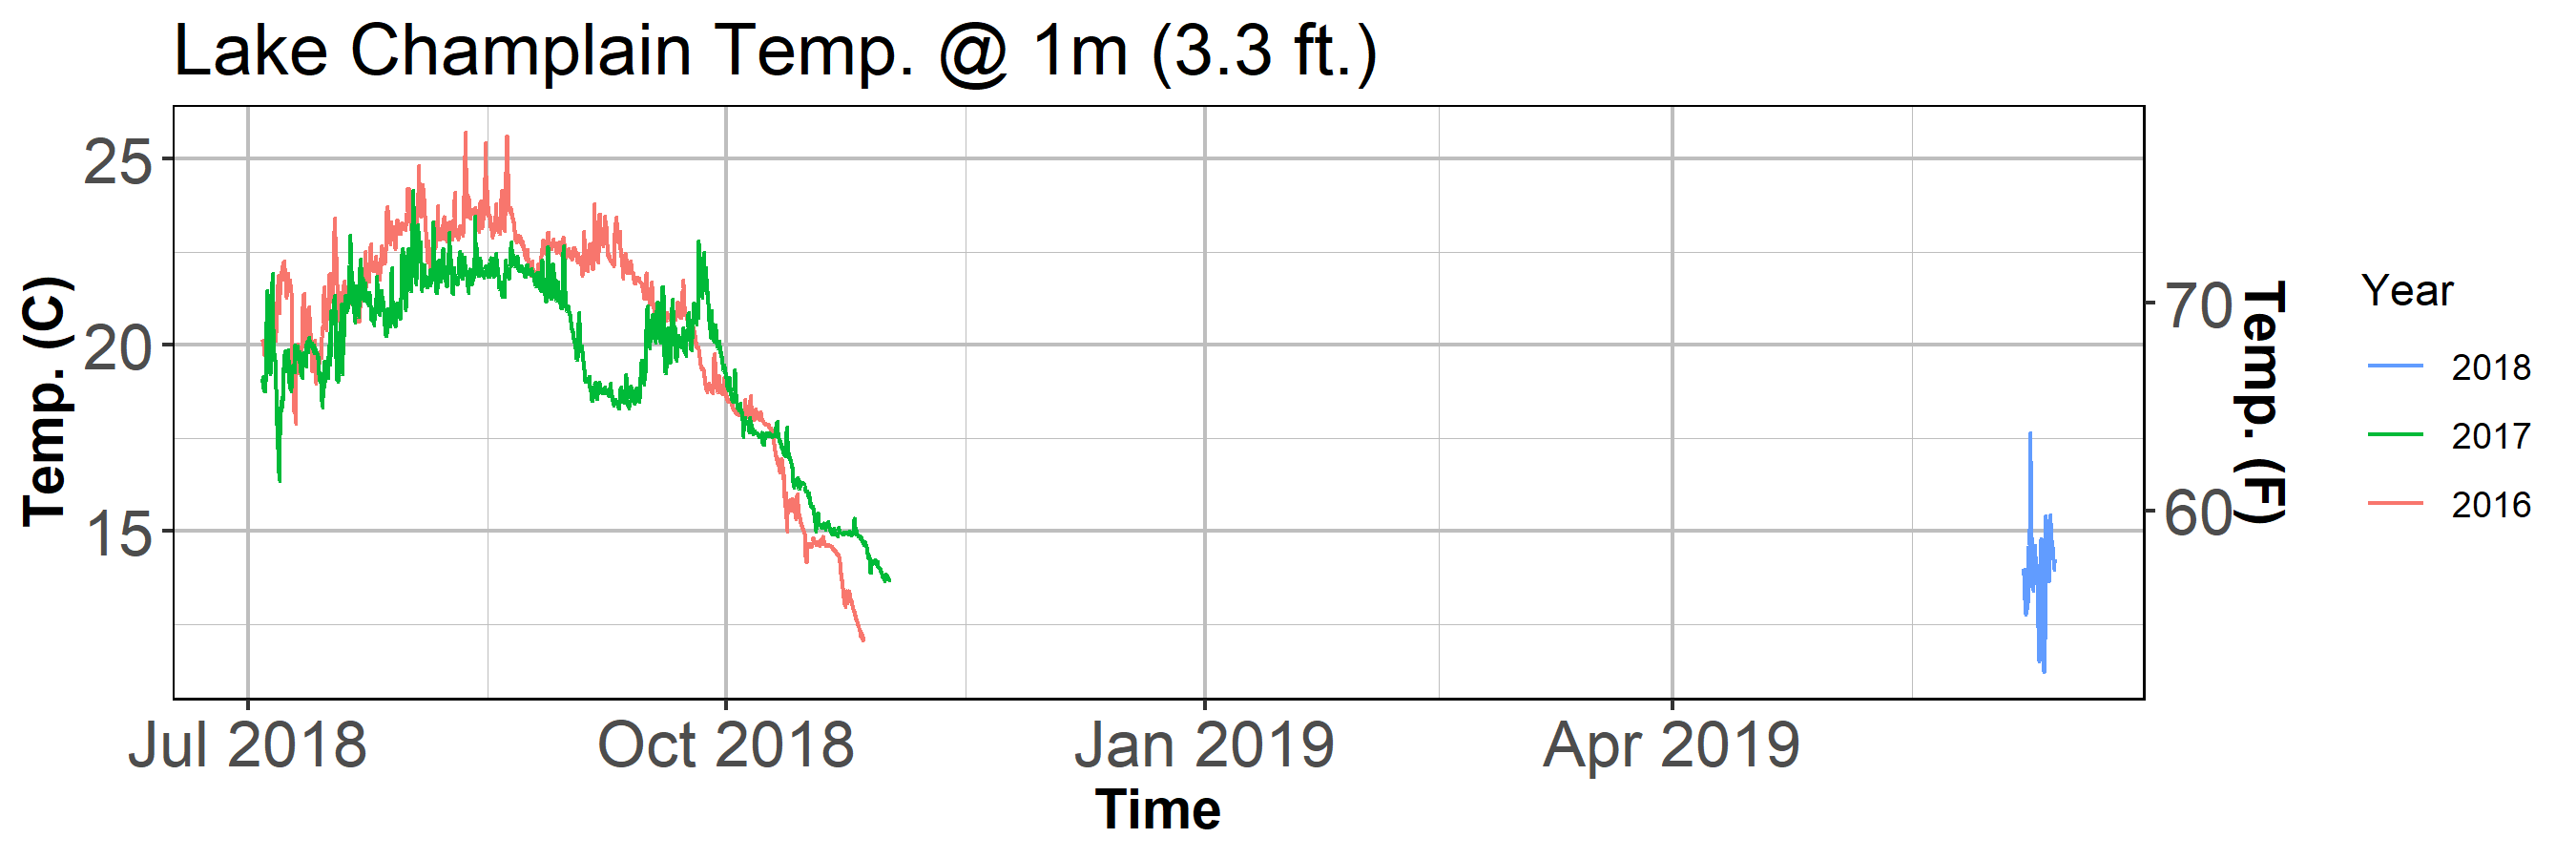 Lake Champlain Temp. @ 1m (3.3 ft.)
Temp. (C)
25
20
15
Jul 2018
Oct 2018
Jan 2019
Apr 2019
Time
70
60
Temp. (F)
Year
2018
2017
2016